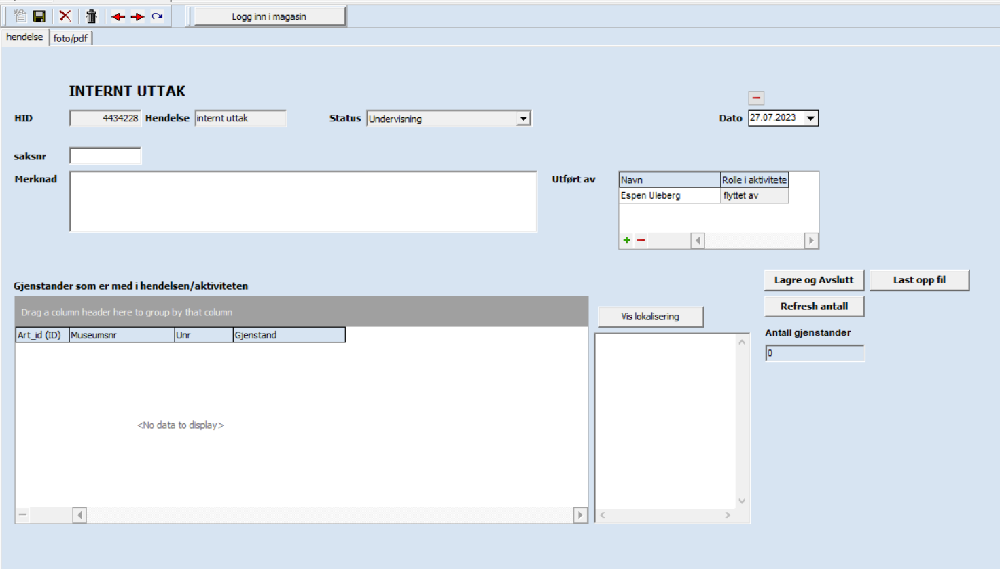 Logg inn i magasin
hendelse foto/pdf
INTERNT UTTAK
HID 4434228 Hendelse internt uttak Status Undervisning Dato 27.07.2023
saksnr
Merknad Utført av Navn Rolle i aktivitete
Espen Uleberg flyttet av
Gjenstander som er med i hendelsen/aktiviteten
Lagre og Avslutt Last opp fil
Refresh antall
Drag a column header here to group by that column
Vis lokalisering
Antall gjenstander
Art_id (ID) Museumsnr Unr Gjenstand
0
<No data to display>